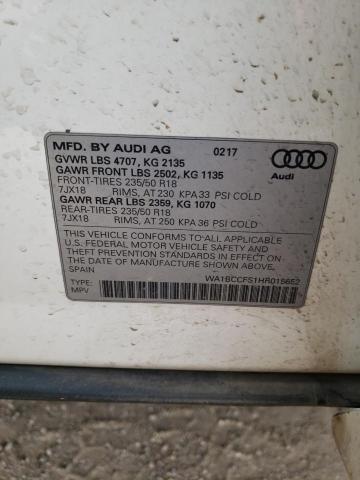 MFD. BY AUDI AG 0217
GVWR LBS 4707, KG 2135
GAWR FRONT LBS 2502, KG 1135
FRONT-TIRES 235/50 R18
7JX18 RIMS, AT 230 KPA 33 PSI COLD
GAWR REAR LBS 2359, KG 1070
REAR-TIRES 235/50 R18
7JX18 RIMS, AT 250 KPA 36 PSI COLD
Audi
THIS VEHICLE CONFORMS TO ALL APPLICABLE
U.S. FEDERAL MOTOR VEHICLE SAFETY AND
THEFT PREVENTION STANDARDS IN EFFECT ON
THE DATE OF MANUFACTURE SHOWN ABOVE.
SPAIN
WA1BCCFS1HR015652
TYPE:
MPV